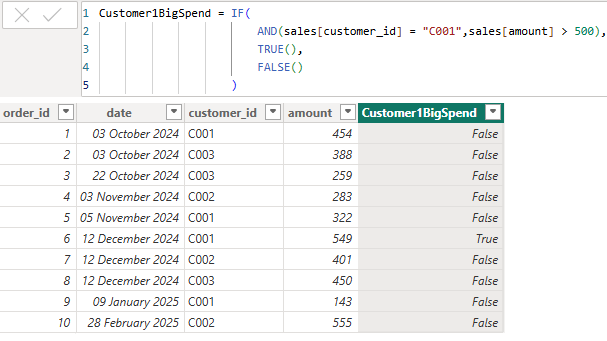 1 Customer1BigSpend = IF(
2 AND(sales[customer_id] = "C001",sales[amount] > 500),
3 TRUE(),
4 FALSE()
5 )
order_id date customer_id amount Customer1BigSpend
1 03 October 2024 C001 454 False
2 03 October 2024 C003 388 False
3 22 October 2024 C003 259 False
4 03 November 2024 C002 283 False
5 05 November 2024 C001 322 False
6 12 December 2024 C001 549 True
7 12 December 2024 C002 401 False
8 12 December 2024 C003 450 False
9 09 January 2025 C001 143 False
10 28 February 2025 C002 555 False